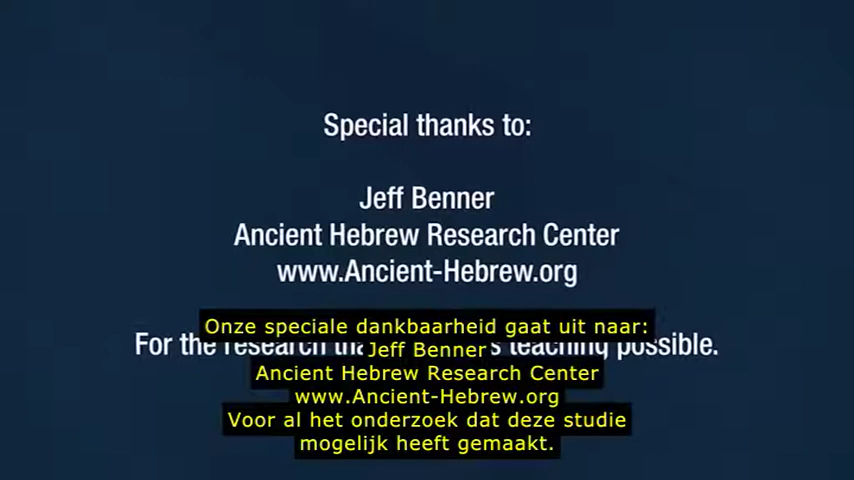 Special thanks to:
Jeff Benner
Ancient Hebrew Research Center
www.Ancient-Hebrew.org
For the research teaching possible.
Onze speciale dankbaarheid gaat uit naar:
Jeff Benner
Ancient Hebrew Research Center
www.Ancient-Hebrew.org
Voor al het onderzoek dat deze studie
mogelijk heeft gemaakt.